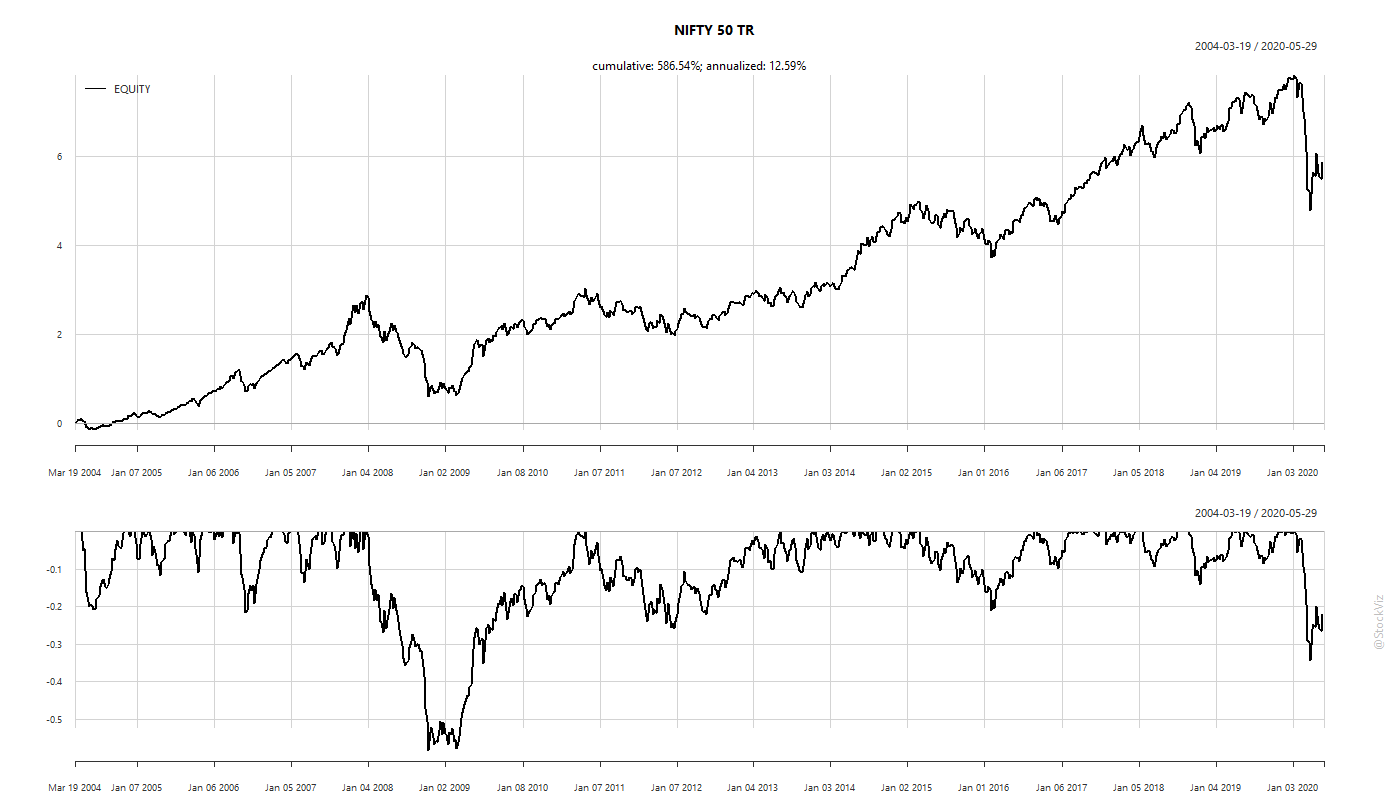 NIFTY 50 TR
2004-03-19 / 2020-05-29
cumulative: 586.54%; annualized: 12.59%
EQUITY
6
4
2
0
Mar 19 2004 Jan 07 2005 Jan 06 2006 Jan 05 2007 Jan 04 2008 Jan 02 2009 Jan 08 2010 Jan 07 2011 Jan 07 2012 Jan 04 2013 Jan 03 2014 Jan 02 2015 Jan 01 2016 Jan 06 2017 Jan 05 2018 Jan 04 2019 Jan 03 2020
2004-03-19 / 2020-05-29
-0.1
-0.2
-0.3
-0.4
-0.5
Mar 19 2004 Jan 07 2005 Jan 06 2006 Jan 05 2007 Jan 04 2008 Jan 02 2009 Jan 08 2010 Jan 07 2011 Jan 07 2012 Jan 04 2013 Jan 03 2014 Jan 02 2015 Jan 01 2016 Jan 06 2017 Jan 05 2018 Jan 04 2019 Jan 03 2020
@StockViz